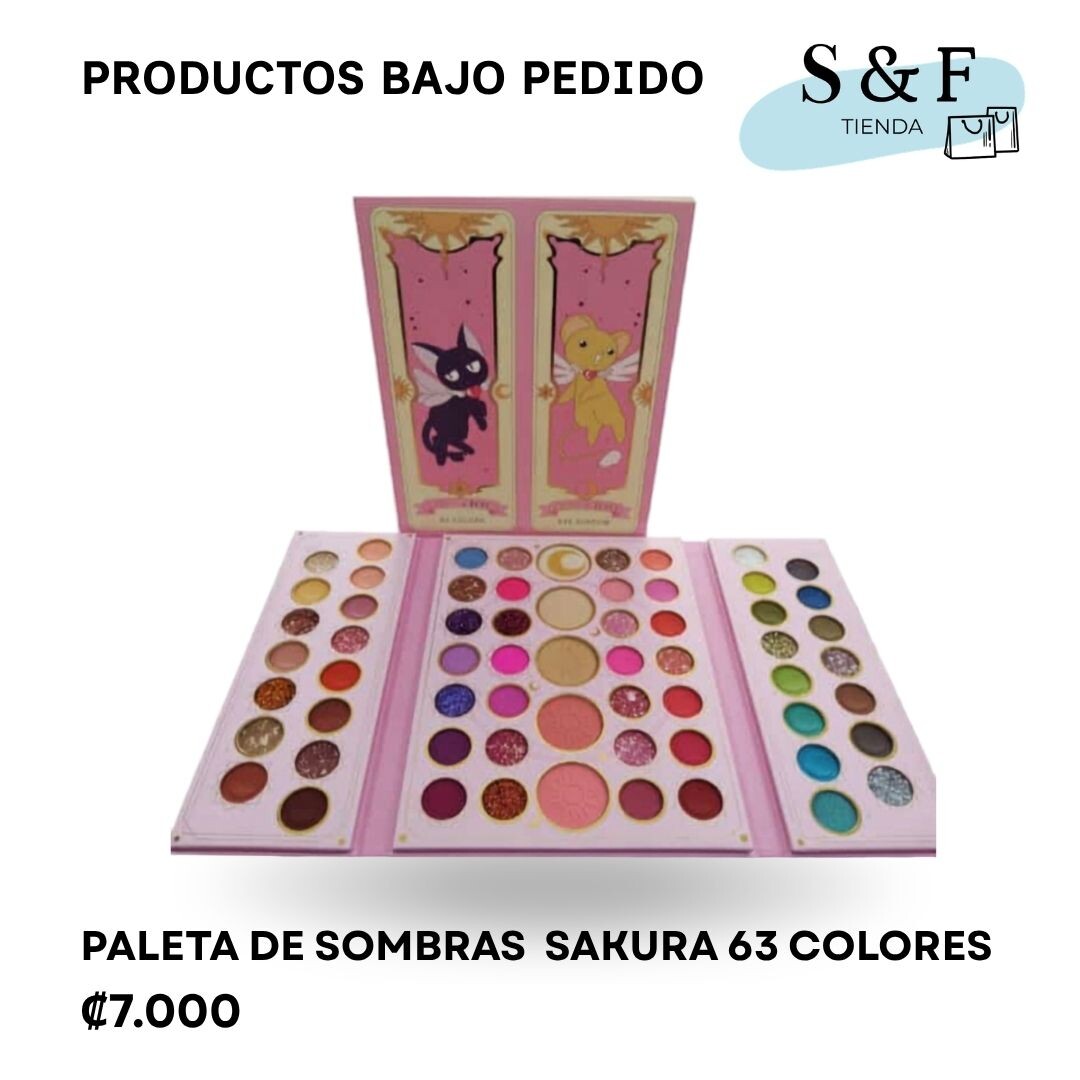 PRODUCTOS BAJO PEDIDO
S & F
TIENDA
PALETA DE SOMBRAS SAKURA 63 COLORES
₡7.000